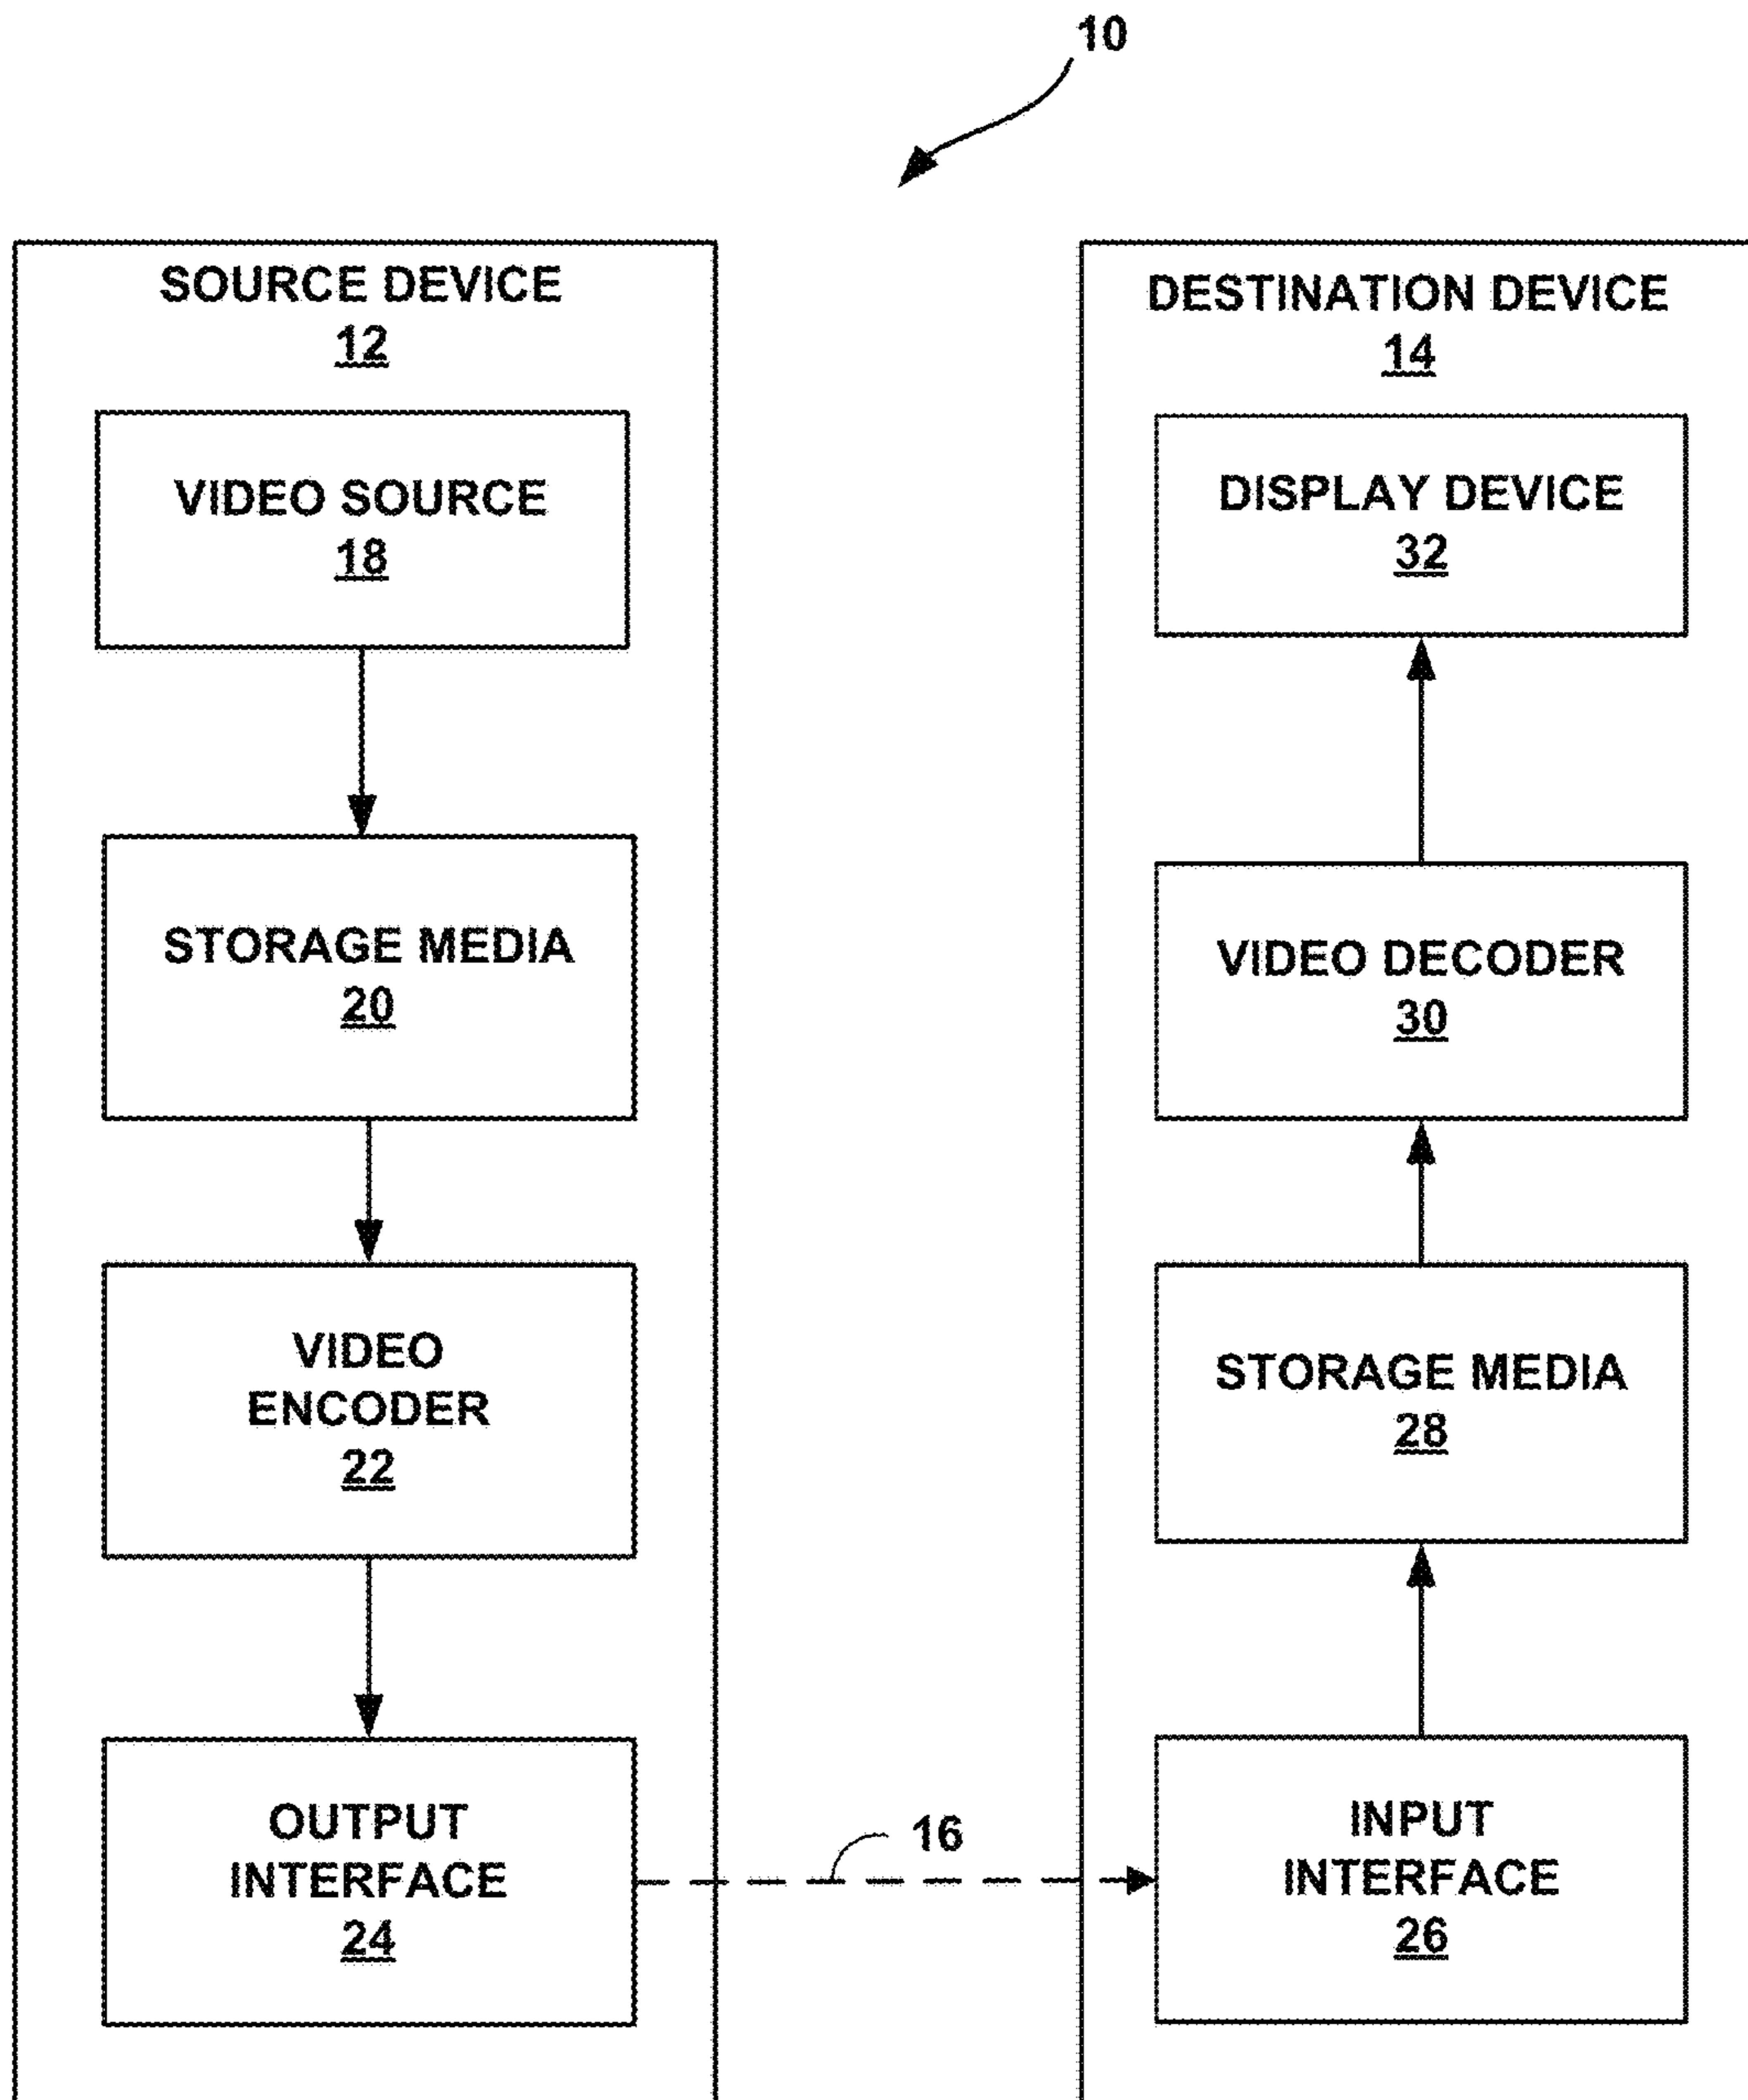 10
SOURCE DEVICE
12
VIDEO SOURCE
18
STORAGE MEDIA
20
VIDEO
ENCODER
22
OUTPUT
INTERFACE
24
16
DESTINATION DEVICE
14
DISPLAY DEVICE
32
VIDEO DECODER
30
STORAGE MEDIA
28
INPUT
INTERFACE
26